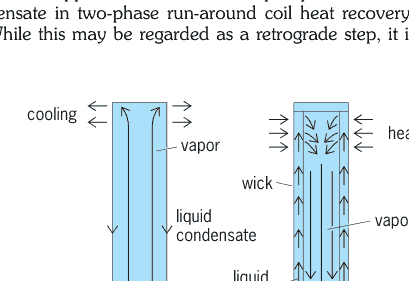 ensate in two-phase run-around coil heat recovery
While this may be regarded as a retrograde step, it i
cooling
vapor
liquid
condensate
wick
hea
vapo
liquid